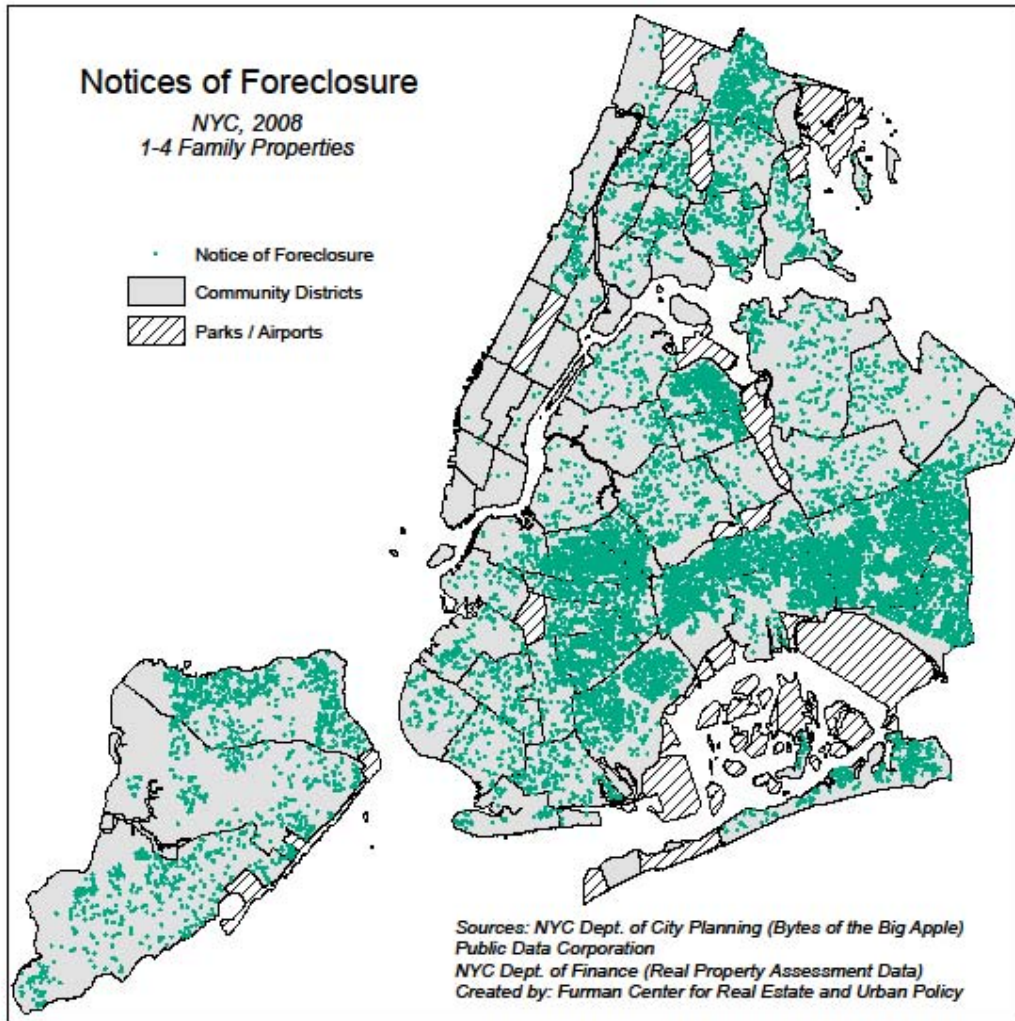 Notices of Foreclosure
NYC, 2008
1-4 Family Properties
Notice of Foreclosure
Community Districts
Parks / Airports
Sources: NYC Dept. of City Planning (Bytes of the Big Apple)
Public Data Corporation
NYC Dept. of Finance (Real Property Assessment Data)
Created by: Furman Center for Real Estate and Urban Policy